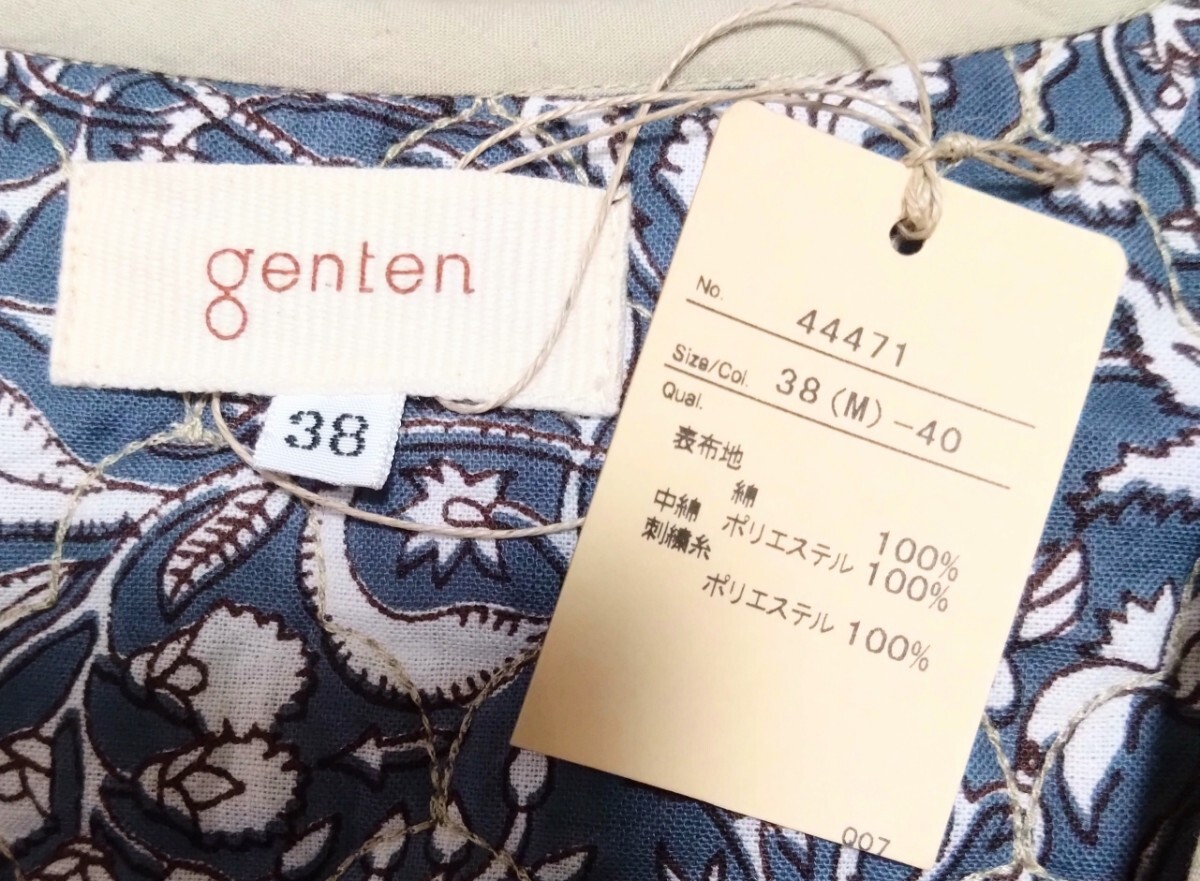 genten
38
No. 44471
Size/Col. 38(M)-40
Qual.
表布地
綿 100%
中綿 ポリエステル 100%
刺繍糸
ポリエステル 100%
Q07